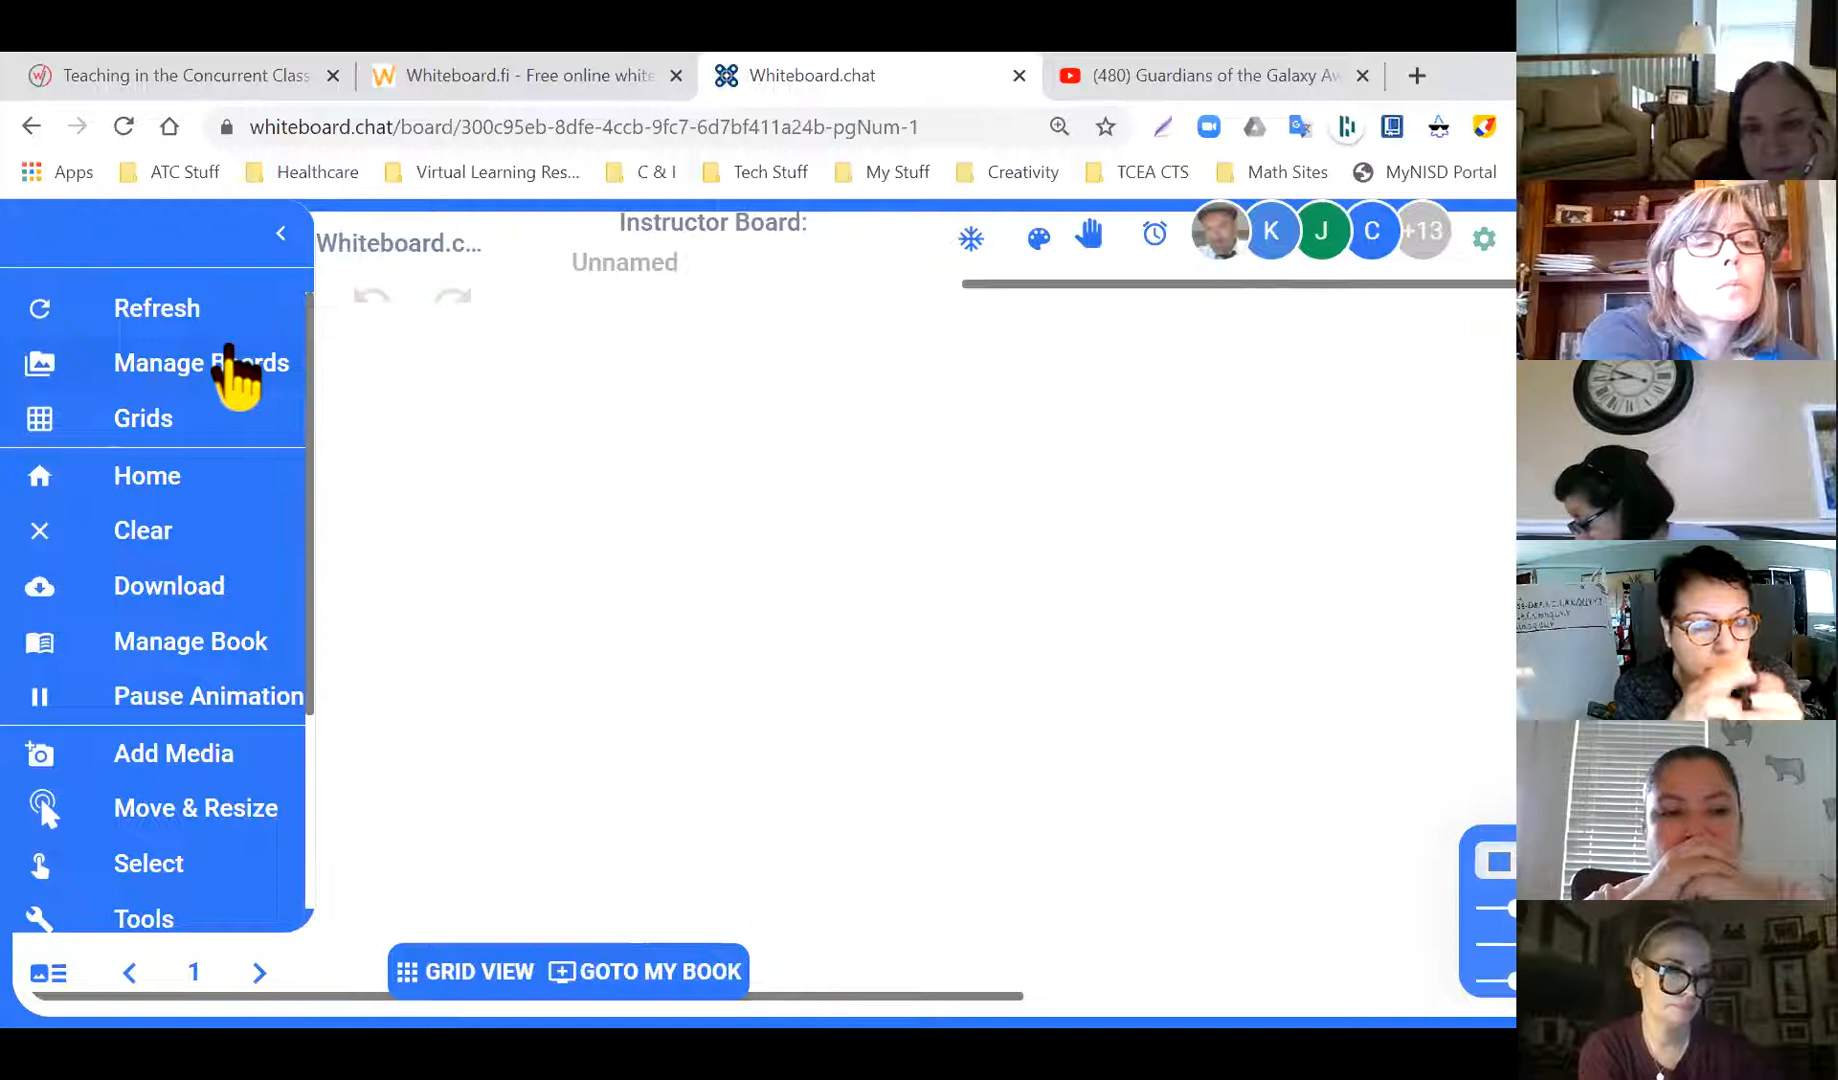 Teaching in the Concurrent Class
Whiteboard.fi - Free online white
Whiteboard.chat
(480) Guardians of the Galaxy Aw
whiteboard.chat/board/300c95eb-8dfe-4ccb-9fc7-6d7bf411a24b-pgNum-1
Apps
ATC Stuff
Healthcare
Virtual Learning Res...
C & I
Tech Stuff
My Stuff
Creativity
TCEA CTS
Math Sites
MyNISD Portal
Whiteboard.c...
Instructor Board:
Unnamed
K
J
C
+13
Refresh
Manage Boards
Grids
Home
Clear
Download
Manage Book
Pause Animation
Add Media
Move & Resize
Select
Tools
1
GRID VIEW
GOTO MY BOOK